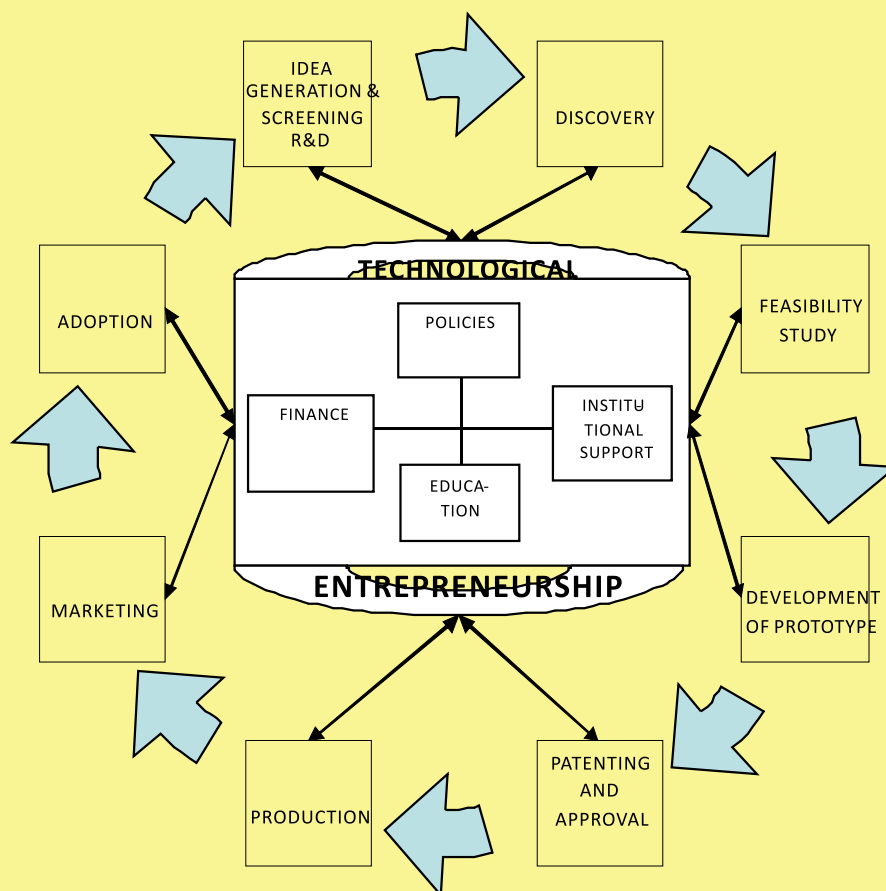 IDEA
GENERATION &
SCREENING
R&D
DISCOVERY
TECHNOLOGICAL
ADOPTION
POLICIES
FEASIBILITY
STUDY
FINANCE
INSTITU-
TIONAL
SUPPORT
EDUCA-
TION
ENTREPRENEURSHIP
MARKETING
DEVELOPMENT
OF PROTOTYPE
PRODUCTION
PATENTING
AND
APPROVAL